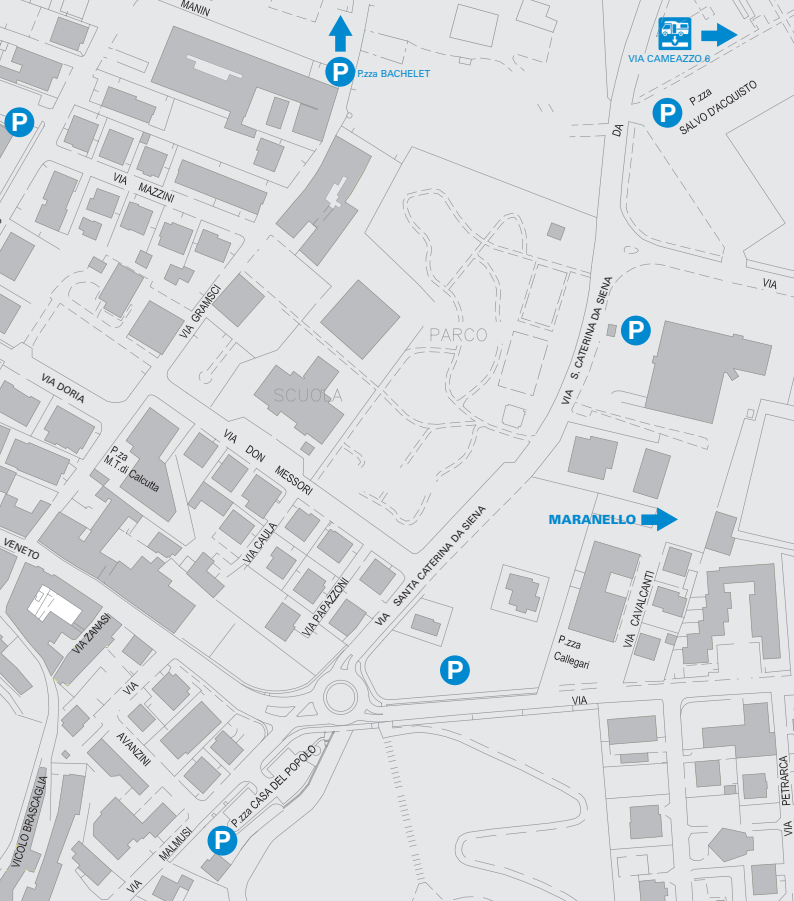 MANIN
VIA CAMEAZZO 6
P
P.zza BACHELET
P
P.zza
SALVO D'ACQUISTO
P
DA
VIA MAZZINI
VIA
VIA GRAMSCI
VIA S. CATERINA DA SIENA
P
PARCO
VIA DORIA
SCUOLA
VIA DON MESSORI
P.za
M.T.di Calcutta
MARANELLO
VENETO
VIA CAULA
VIA SANTA CATERINA DA SIENA
VIA PAPAZZONI
VIA CAVALCANTI
VIA ZANASI
P.zza
Callegari
P
VIA
AVANZINI
VIA
P.zza CASA DEL POPOLO
VICOLO BRASCAGLIA
VIA PETRARCA
P
VIA MALMUSI